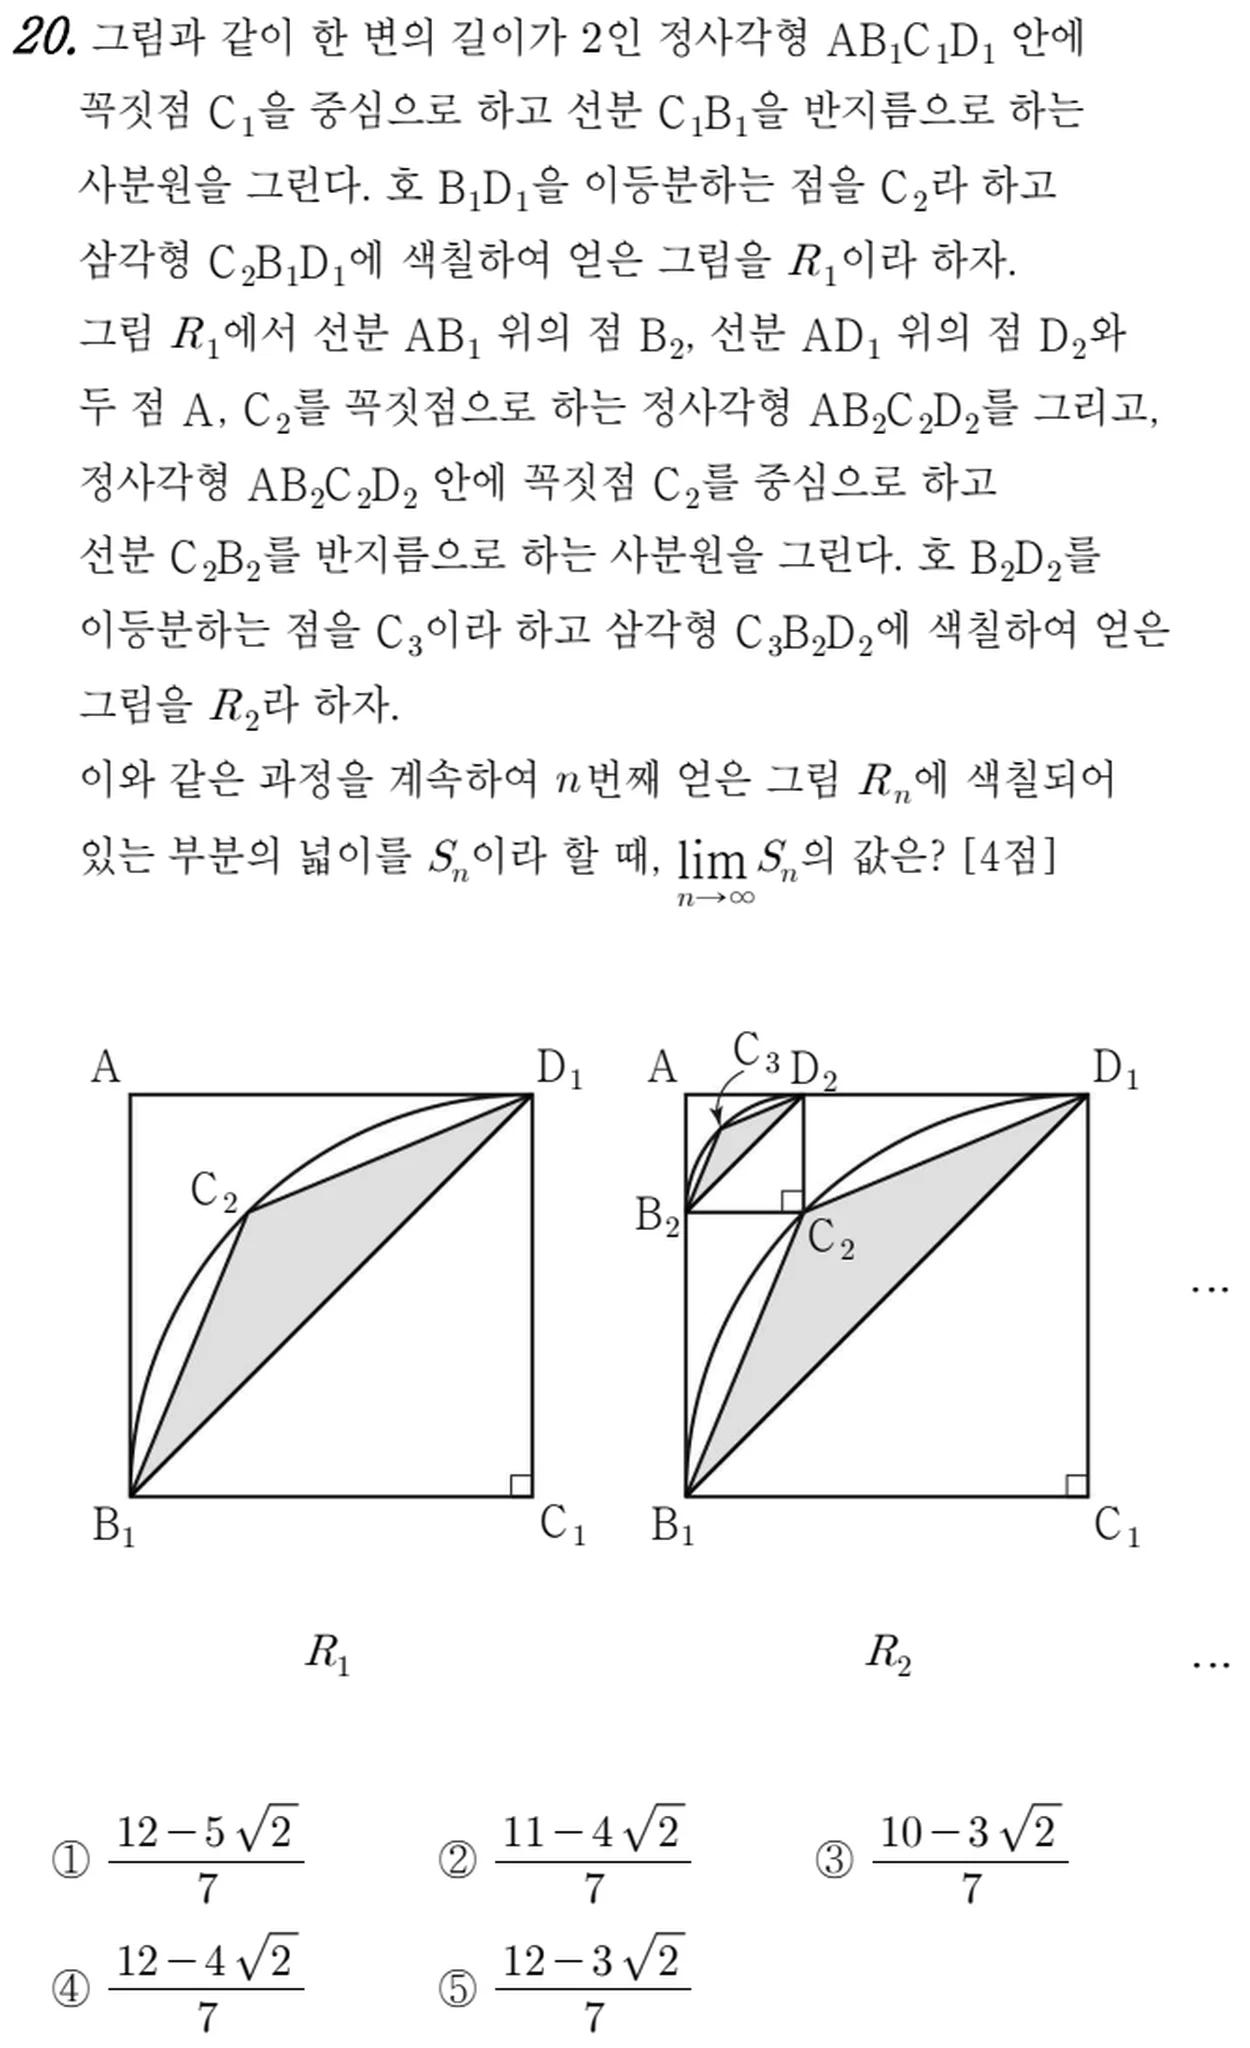 20. 그림과 같이 한 변의 길이가 2인 정사각형 AB₁C₁D₁ 안에
꼭짓점 C₁을 중심으로 하고 선분 C₁B₁을 반지름으로 하는
사분원을 그린다. 호 B₁D₁을 이등분하는 점을 C₂라 하고
삼각형 C₂B₁D₁에 색칠하여 얻은 그림을 R₁이라 하자.
그림 R₁에서 선분 AB₁ 위의 점 B₂, 선분 AD₁ 위의 점 D₂와
두 점 A, C₂를 꼭짓점으로 하는 정사각형 AB₂C₂D₂를 그리고,
정사각형 AB₂C₂D₂ 안에 꼭짓점 C₂를 중심으로 하고
선분 C₂B₂를 반지름으로 하는 사분원을 그린다. 호 B₂D₂를
이등분하는 점을 C₃이라 하고 삼각형 C₃B₂D₂에 색칠하여 얻은
그림을 R₂라 하자.
이와 같은 과정을 계속하여 n번째 얻은 그림 Rₙ에 색칠되어
있는 부분의 넓이를 Sₙ이라 할 때, lim n→∞ Sₙ의 값은? [4점]
A D₁ C₂ B₁ C₁
A C₃ D₂ D₁ B₂ C₂ B₁ C₁ …
R₁ R₂ …
① (12−5√2)/7 ② (11−4√2)/7 ③ (10−3√2)/7
④ (12−4√2)/7 ⑤ (12−3√2)/7